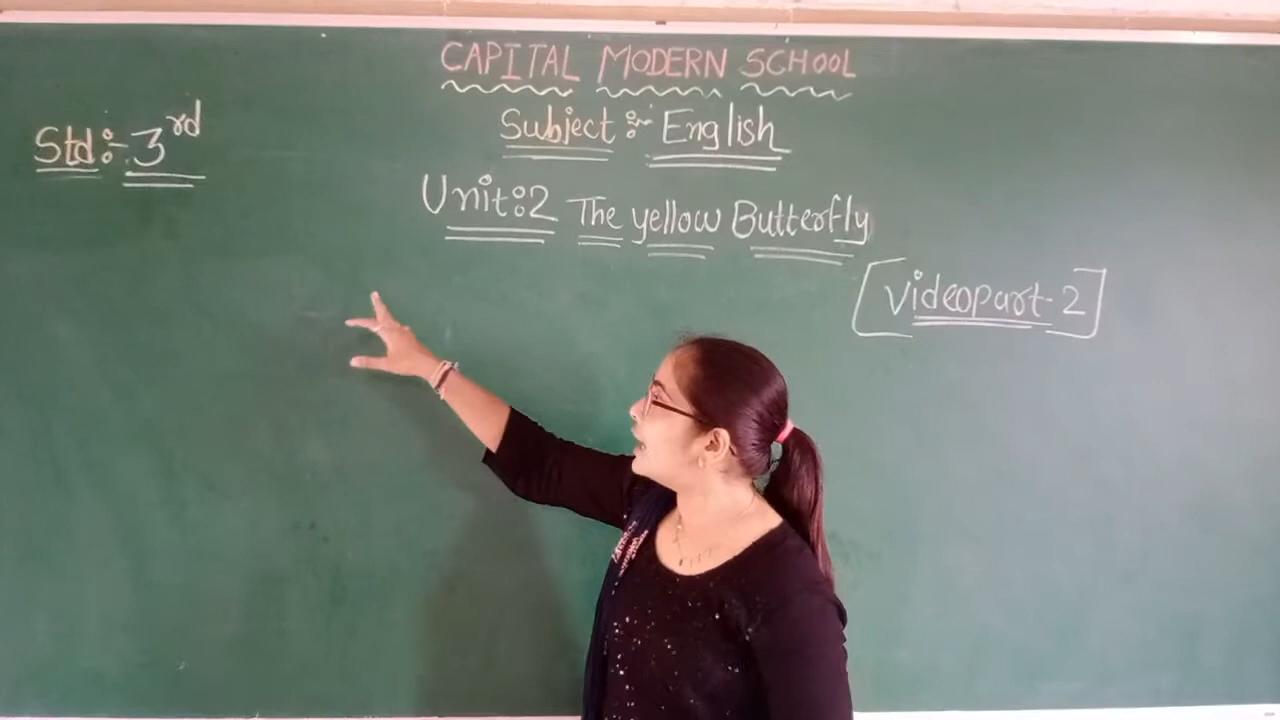 CAPITAL MODERN SCHOOL
Std:- 3rd
Subject:- English
Unit:2 The yellow Butterfly
[Videopart-2]